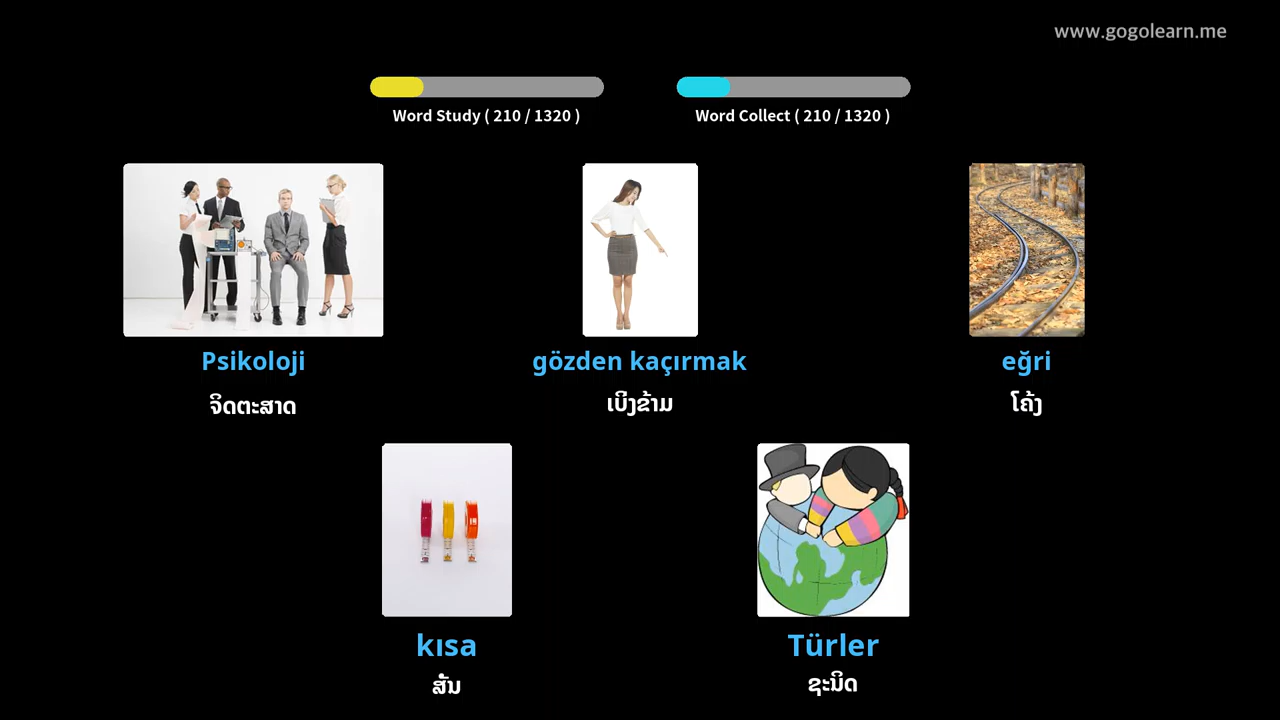 www.gogolearn.me
Word Study ( 210 / 1320 )
Word Collect ( 210 / 1320 )
Psikoloji
ຈິດຕະສາດ
gözden kaçırmak
ເບິ່ງຂ້າມ
eğri
ໂຄ້ງ
kısa
ສັ້ນ
Türler
ຊະນິດ